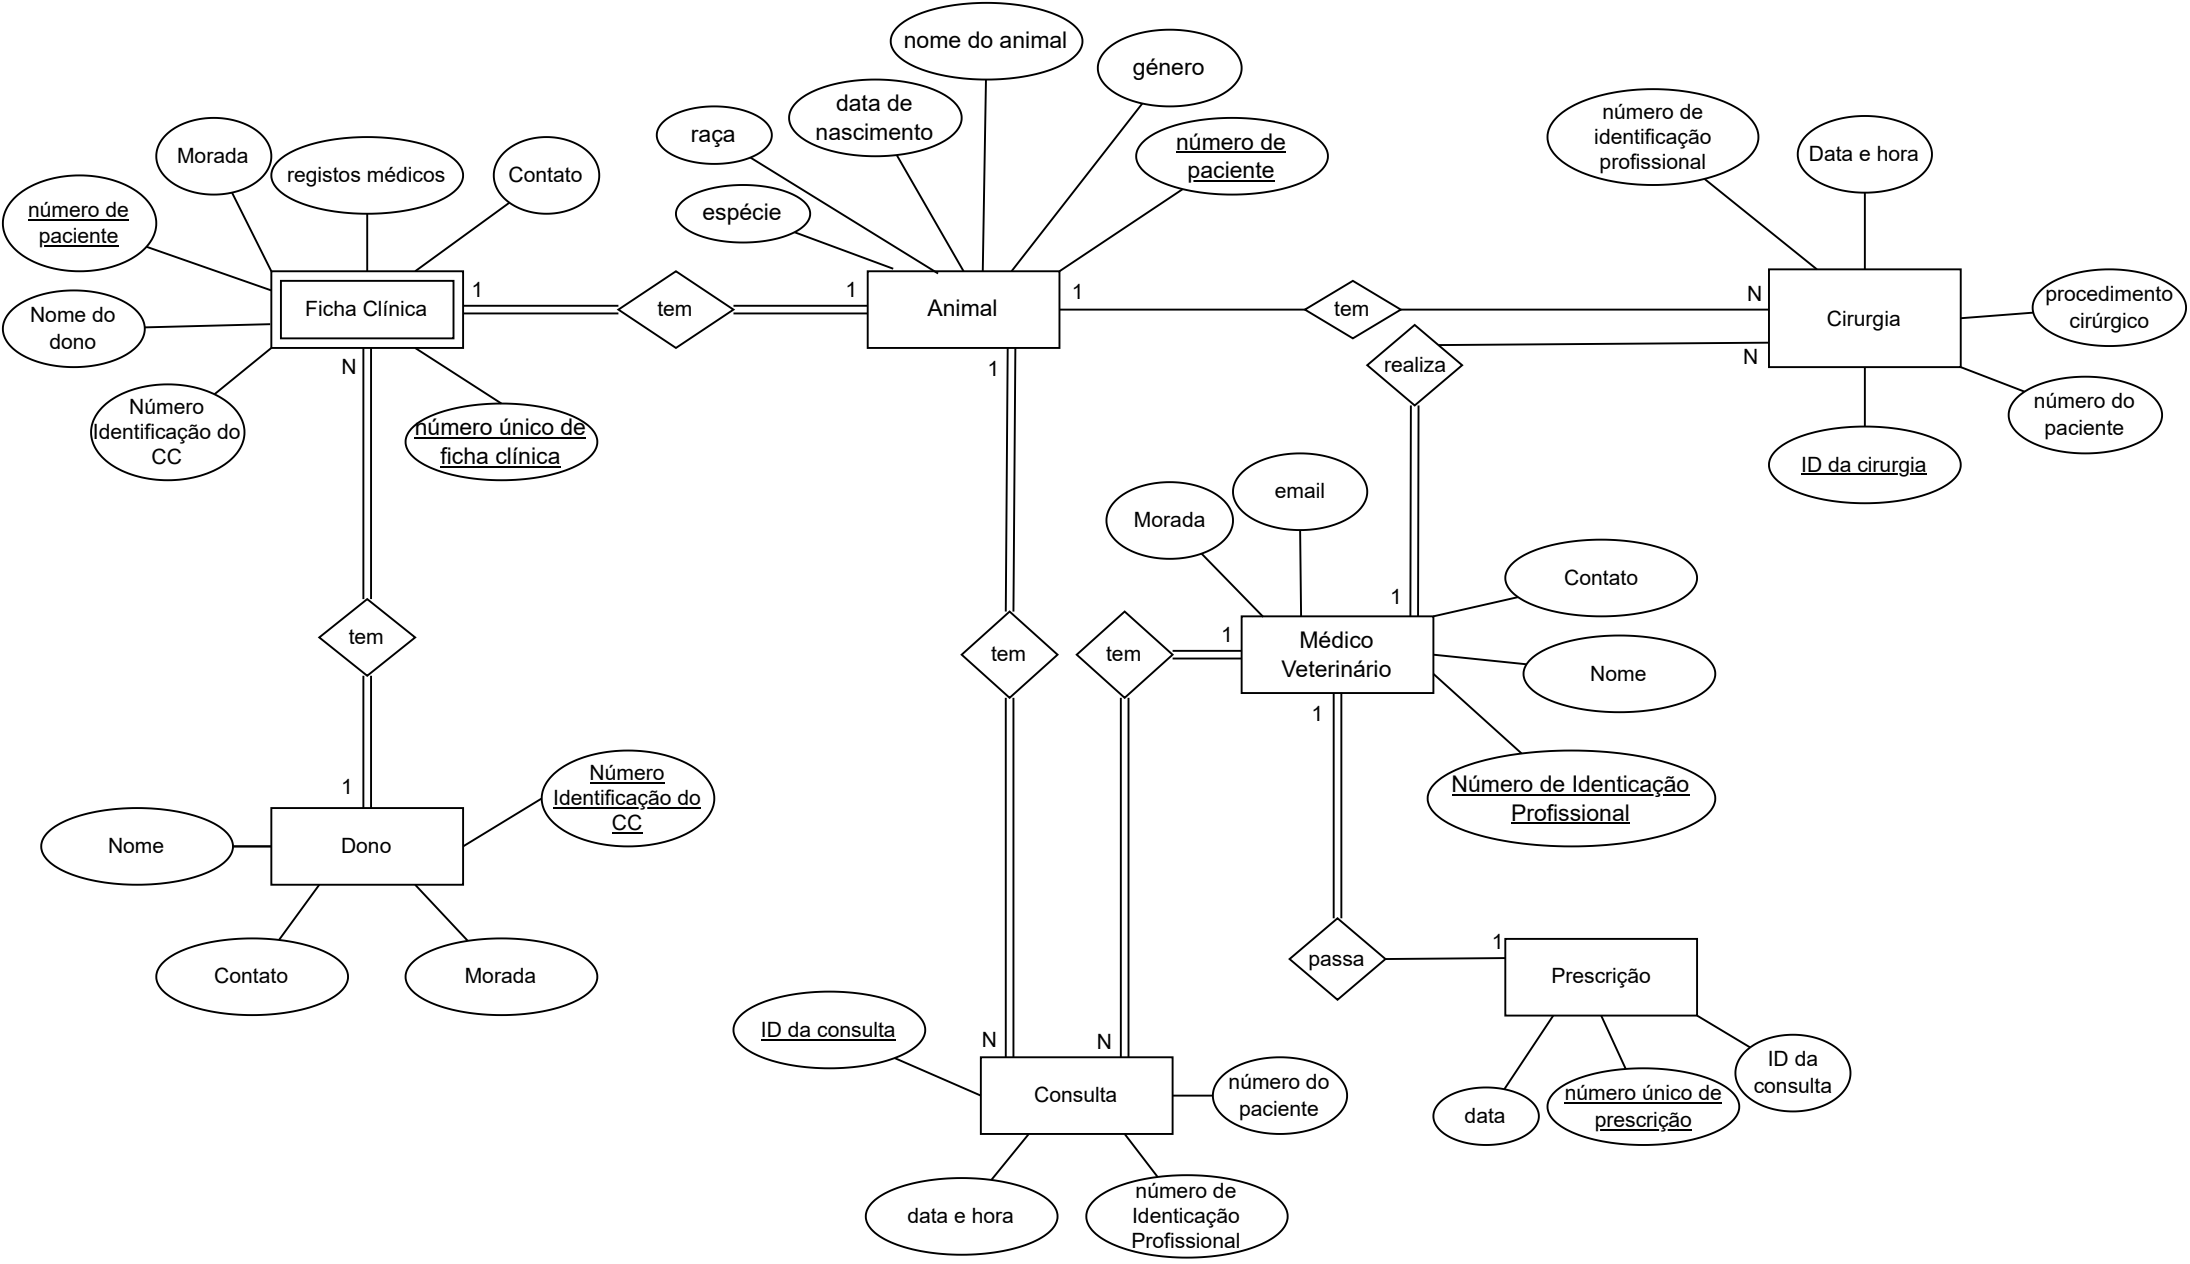 nome do animal
género
data de
nascimento
raça
número de
paciente
espécie
número de
identificação
profissional
Data e hora
Morada
registos médicos
Contato
número de
paciente
Nome do
dono
Número
Identificação do
CC
número único de
ficha clínica
Ficha Clínica
1
tem
1
Animal
1
tem
N
Cirurgia
procedimento
cirúrgico
número do
paciente
ID da cirurgia
realiza
N
N
1
email
Morada
1
Contato
Médico
Veterinário
Nome
Número de Identicação
Profissional
tem
tem
tem
1
1
1
Número
Identificação do
CC
Nome
Dono
Contato
Morada
passa
1
Prescrição
data
número único de
prescrição
ID da
consulta
ID da consulta
N
N
Consulta
número do
paciente
data e hora
número de
Identicação
Profissional